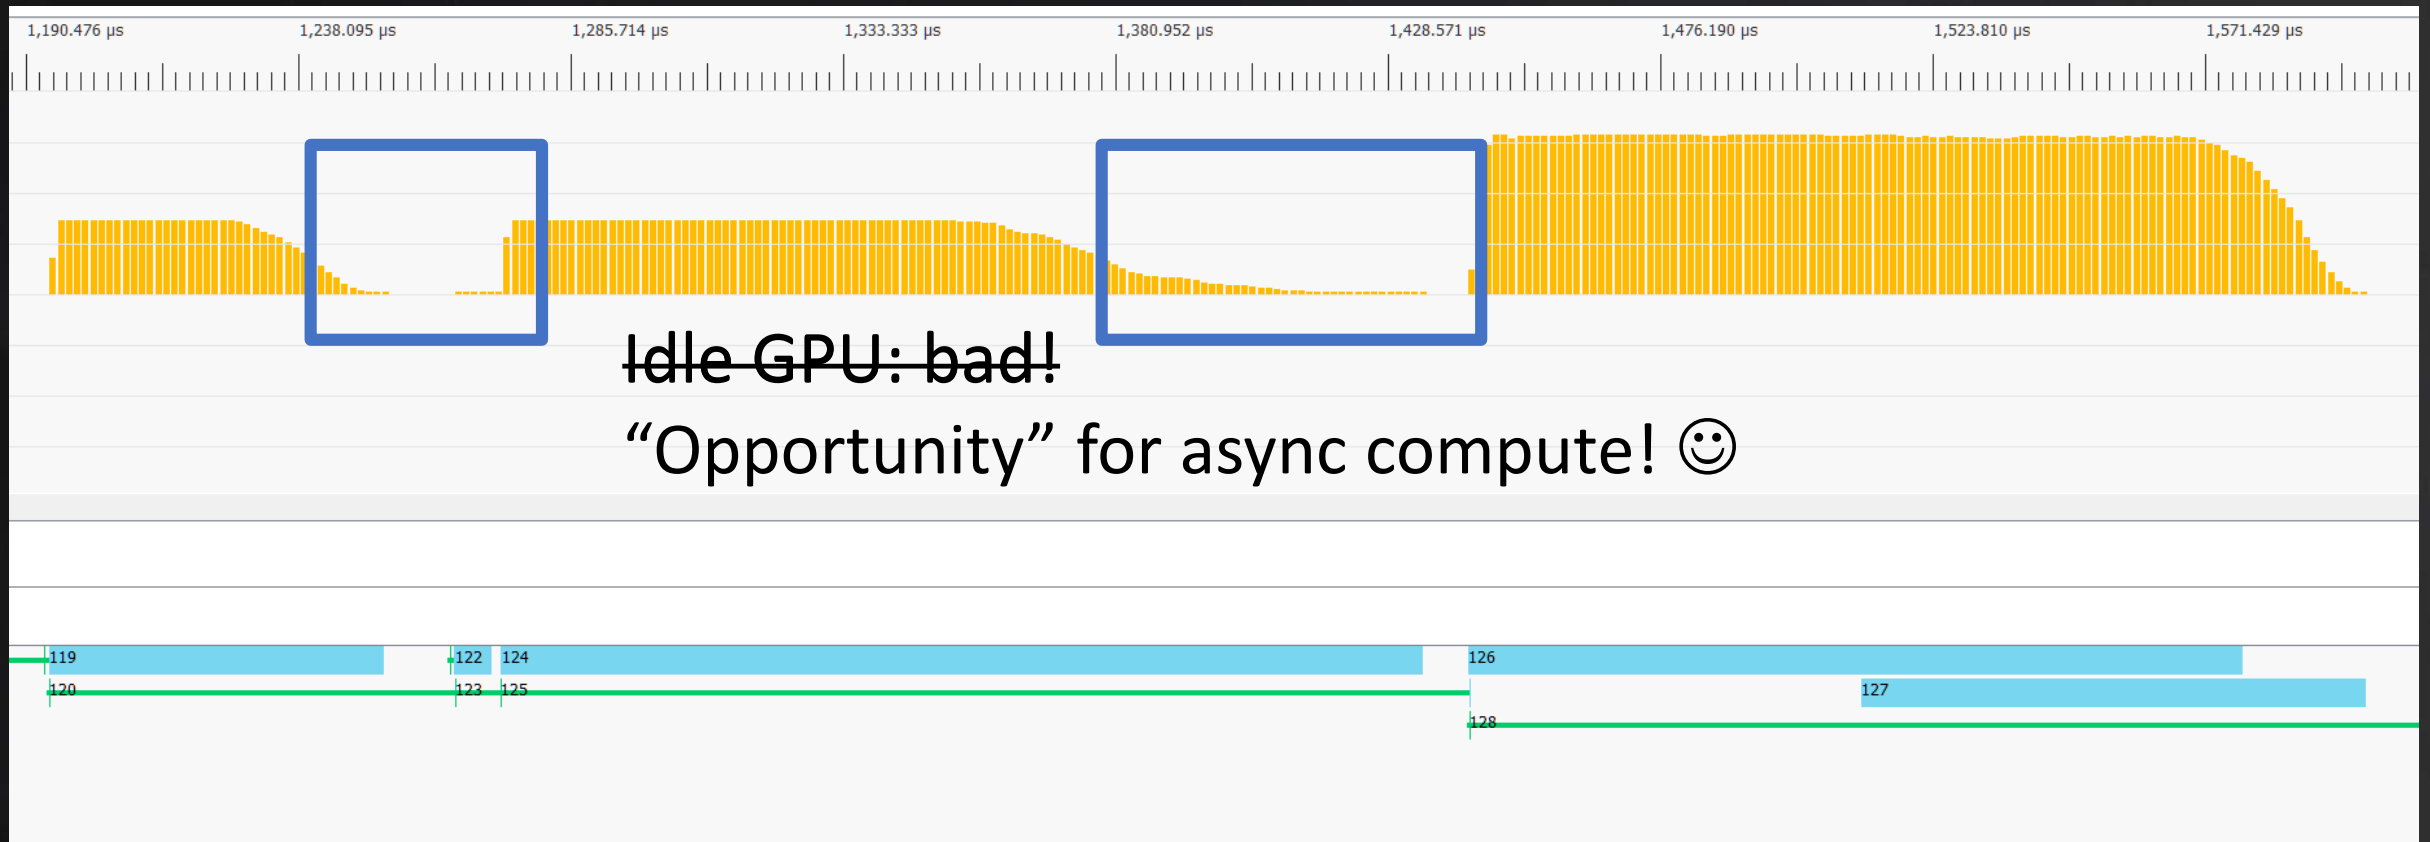 1,190.476 µs 1,238.095 µs 1,285.714 µs 1,333.333 µs 1,380.952 µs 1,428.571 µs 1,476.190 µs 1,523.810 µs 1,571.429 µs
Idle GPU: bad!
“Opportunity” for async compute! ☺
119 122 124 126
120 123 125 127
128